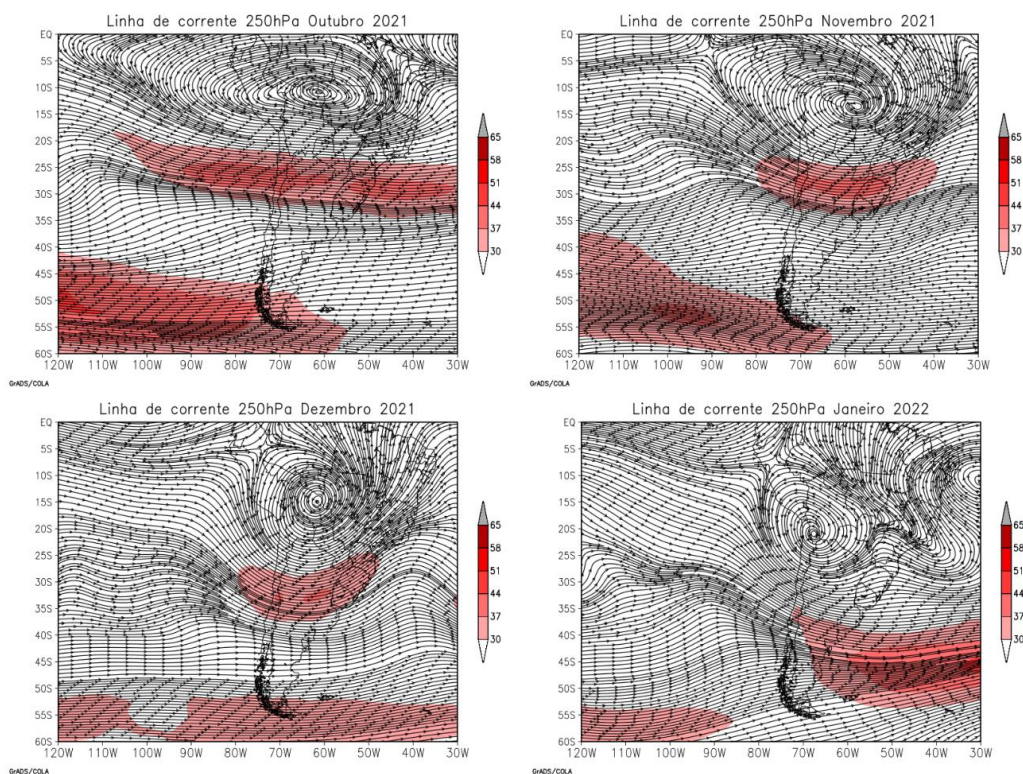 Linha de corrente 250hPa Outubro 2021
EQ
5S
10S
15S
20S
25S
30S
35S
40S
45S
50S
55S
60S
120W 110W 100W 90W 80W 70W 60W 50W 40W 30W
65
58
51
44
37
30
GrADS/COLA
Linha de corrente 250hPa Novembro 2021
EQ
5S
10S
15S
20S
25S
30S
35S
40S
45S
50S
55S
60S
120W 110W 100W 90W 80W 70W 60W 50W 40W 30W
65
58
51
44
37
30
GrADS/COLA
Linha de corrente 250hPa Dezembro 2021
EQ
5S
10S
15S
20S
25S
30S
35S
40S
45S
50S
55S
60S
120W 110W 100W 90W 80W 70W 60W 50W 40W 30W
65
58
51
44
37
30
GrADS/COLA
Linha de corrente 250hPa Janeiro 2022
EQ
5S
10S
15S
20S
25S
30S
35S
40S
45S
50S
55S
60S
120W 110W 100W 90W 80W 70W 60W 50W 40W 30W
65
58
51
44
37
30
GrADS/COLA